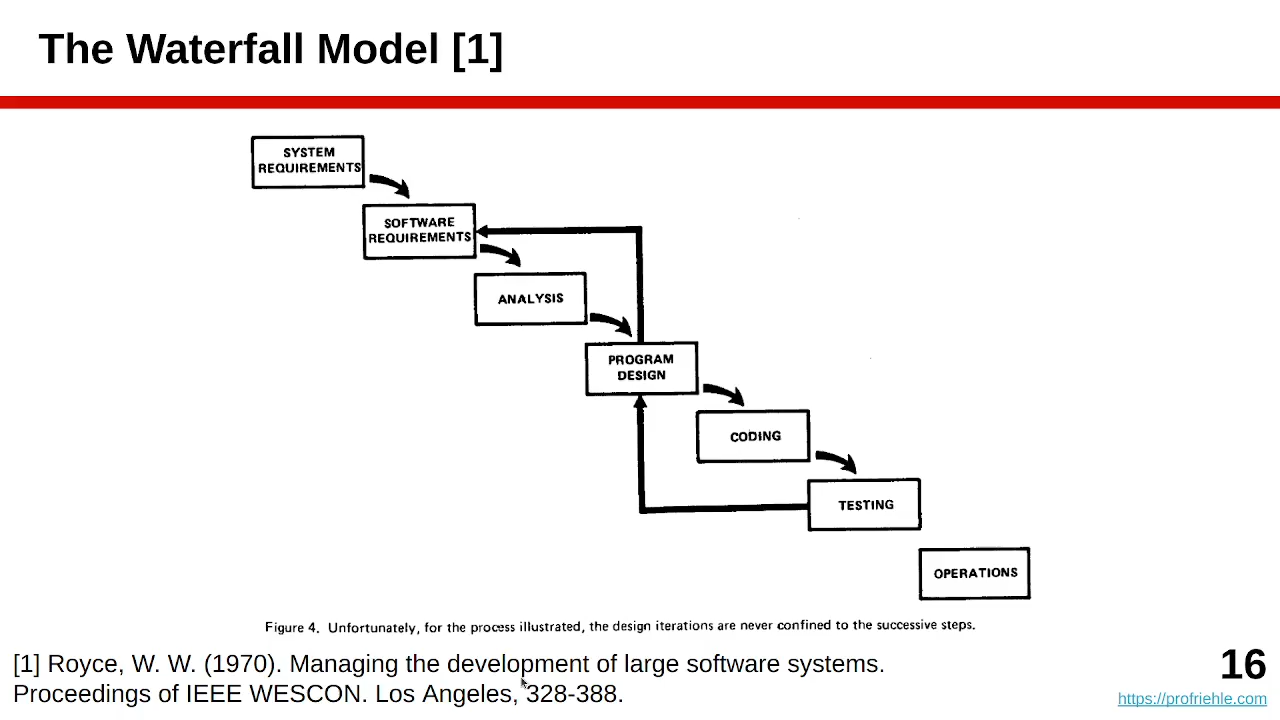 The Waterfall Model [1]
SYSTEM
REQUIREMENTS
SOFTWARE
REQUIREMENTS
ANALYSIS
PROGRAM
DESIGN
CODING
TESTING
OPERATIONS
Figure 4. Unfortunately, for the process illustrated, the design iterations are never confined to the successive steps.
[1] Royce, W. W. (1970). Managing the development of large software systems.
Proceedings of IEEE WESCON. Los Angeles, 328-388.
16
https://profriehle.com